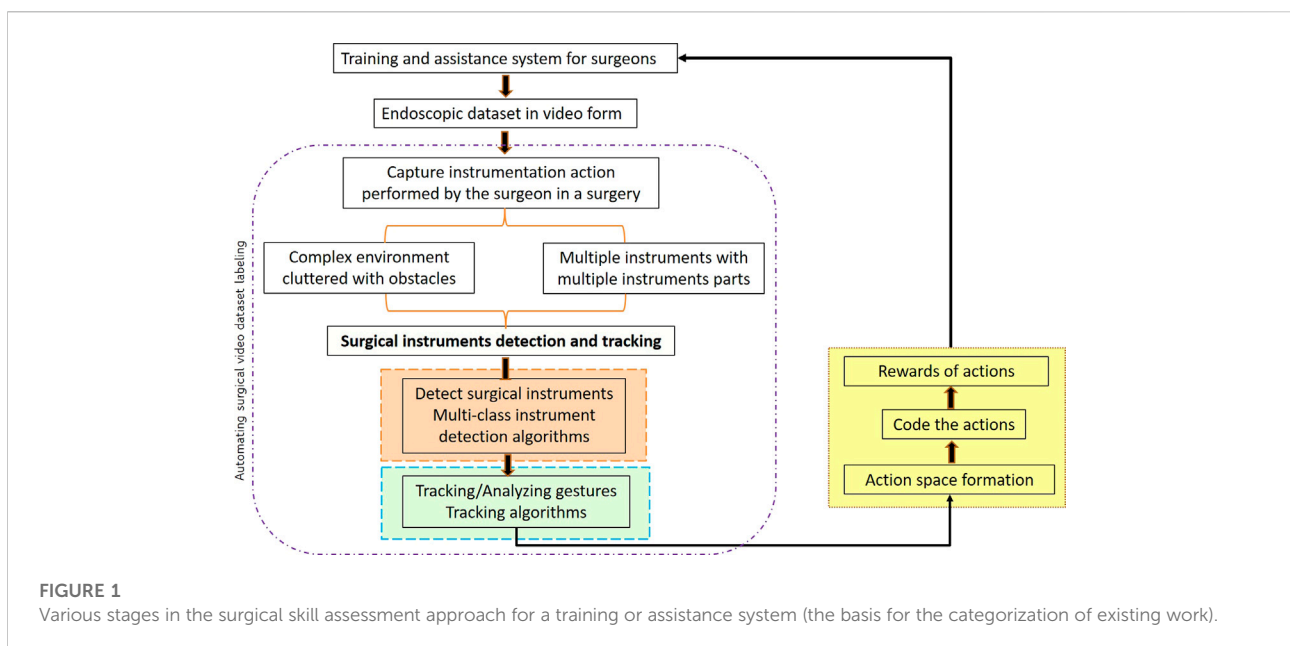 Training and assistance system for surgeons
Endoscopic dataset in video form
Automating surgical video dataset labeling
Capture instrumentation action
performed by the surgeon in a surgery
Complex environment
cluttered with obstacles
Multiple instruments with
multiple instruments parts
Surgical instruments detection and tracking
Detect surgical instruments
Multi-class instrument
detection algorithms
Tracking/Analyzing gestures
Tracking algorithms
Rewards of actions
Code the actions
Action space formation
FIGURE 1
Various stages in the surgical skill assessment approach for a training or assistance system (the basis for the categorization of existing work).